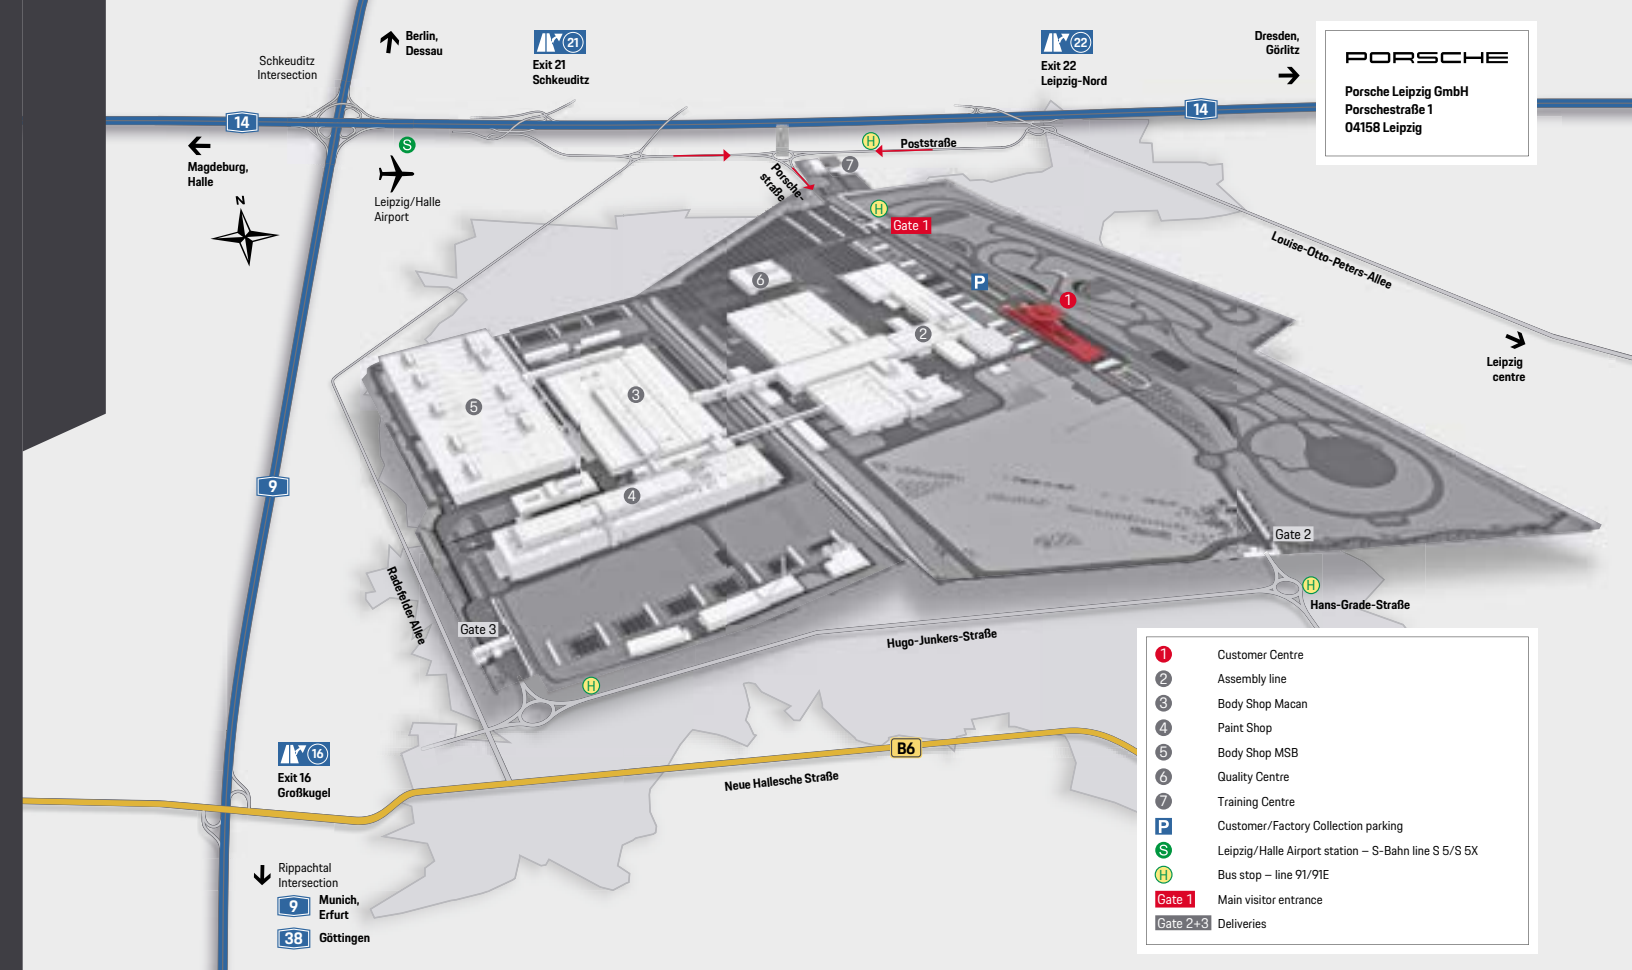 Berlin,
Dessau
21
Exit 21
Schkeuditz
22
Exit 22
Leipzig-Nord
Dresden,
Görlitz
PORSCHE
Porsche Leipzig GmbH
Porschestraße 1
04158 Leipzig
Schkeuditz
Intersection
14
14
Magdeburg,
Halle
S
Leipzig/Halle
Airport
N
H
Poststraße
Porsche-
straße
7
H
Gate 1
P
1
6
2
3
5
4
Louise-Otto-Peters-Allee
Leipzig
centre
9
Radefelder Allee
Gate 2
H
Hans-Grade-Straße
Gate 3
H
Hugo-Junkers-Straße
16
Exit 16
Großkugel
B6
Neue Hallesche Straße
Rippachtal
Intersection
9 Munich,
Erfurt
38 Göttingen
1 Customer Centre
2 Assembly line
3 Body Shop Macan
4 Paint Shop
5 Body Shop MSB
6 Quality Centre
7 Training Centre
P Customer/Factory Collection parking
S Leipzig/Halle Airport station – S-Bahn line S 5/S 5X
H Bus stop – line 91/91E
Gate 1 Main visitor entrance
Gate 2+3 Deliveries